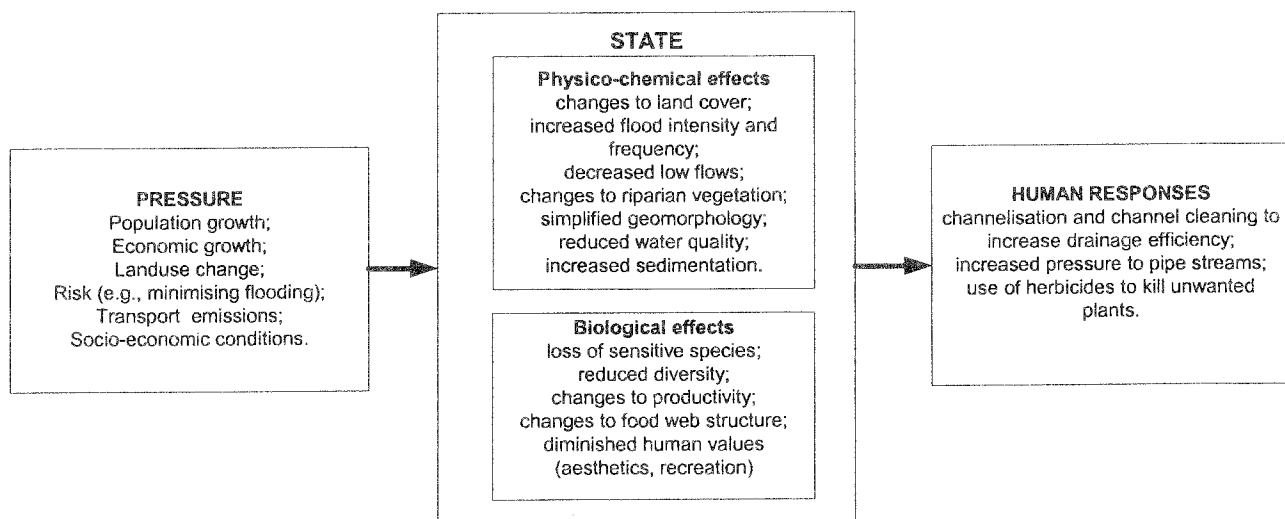 PRESSURE
Population growth;
Economic growth;
Landuse change;
Risk (e.g., minimising flooding);
Transport emissions;
Socio-economic conditions.
STATE
Physico-chemical effects
changes to land cover;
increased flood intensity and
frequency;
decreased low flows;
changes to riparian vegetation;
simplified geomorphology;
reduced water quality;
increased sedimentation.
Biological effects
loss of sensitive species;
reduced diversity;
changes to productivity;
changes to food web structure;
diminished human values
(aesthetics, recreation)
HUMAN RESPONSES
channelisation and channel cleaning to
increase drainage efficiency;
increased pressure to pipe streams;
use of herbicides to kill unwanted
plants.